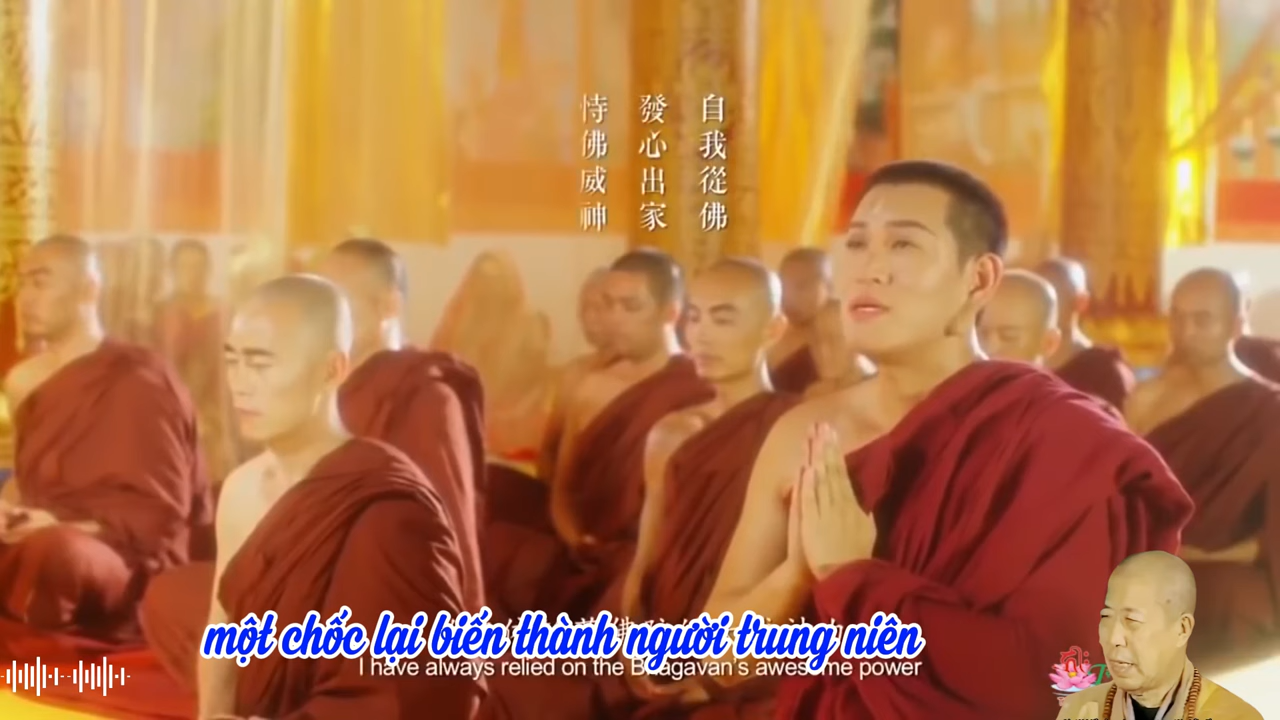 自我從佛
發心出家
恃佛威神
một chốc lại biến thành người trung niên
I have always relied on the Bhagavan's awesome power